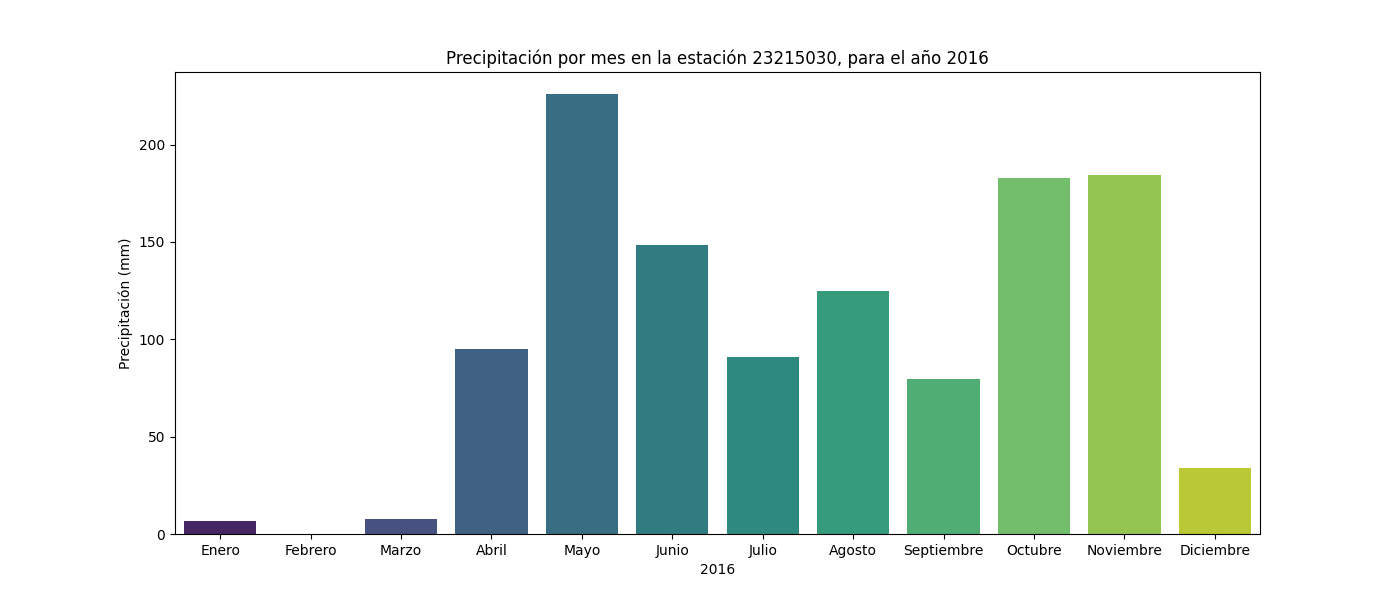 Precipitación por mes en la estación 23215030, para el año 2016
Precipitación (mm)
200
150
100
50
0
Enero Febrero Marzo Abril Mayo Junio Julio Agosto Septiembre Octubre Noviembre Diciembre
2016